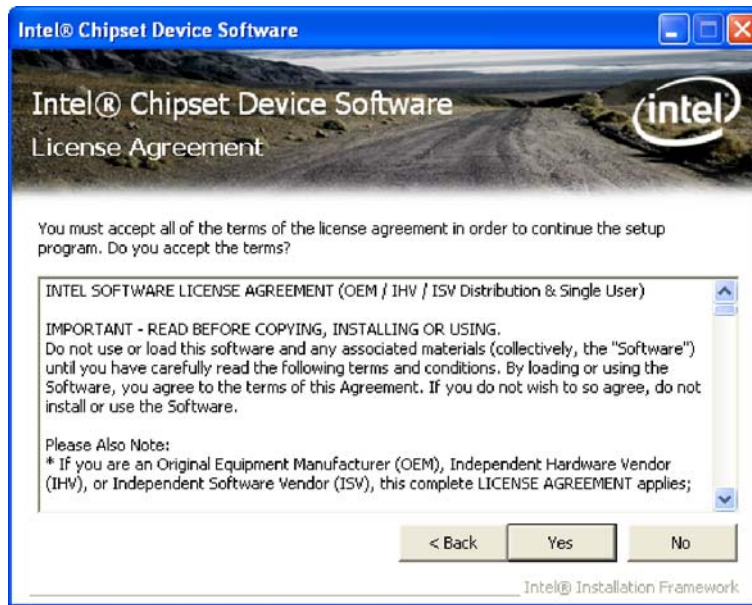 Intel® Chipset Device Software
Intel® Chipset Device Software
intel
License Agreement
You must accept all of the terms of the license agreement in order to continue the setup
program. Do you accept the terms?
INTEL SOFTWARE LICENSE AGREEMENT (OEM / IHV / ISV Distribution & Single User)
IMPORTANT - READ BEFORE COPYING, INSTALLING OR USING.
Do not use or load this software and any associated materials (collectively, the "Software")
until you have carefully read the following terms and conditions. By loading or using the
Software, you agree to the terms of this Agreement. If you do not wish to so agree, do not
install or use the Software.
Please Also Note:
* If you are an Original Equipment Manufacturer (OEM), Independent Hardware Vendor
(IHV), or Independent Software Vendor (ISV), this complete LICENSE AGREEMENT applies;
< Back Yes No
Intel® Installation Framework